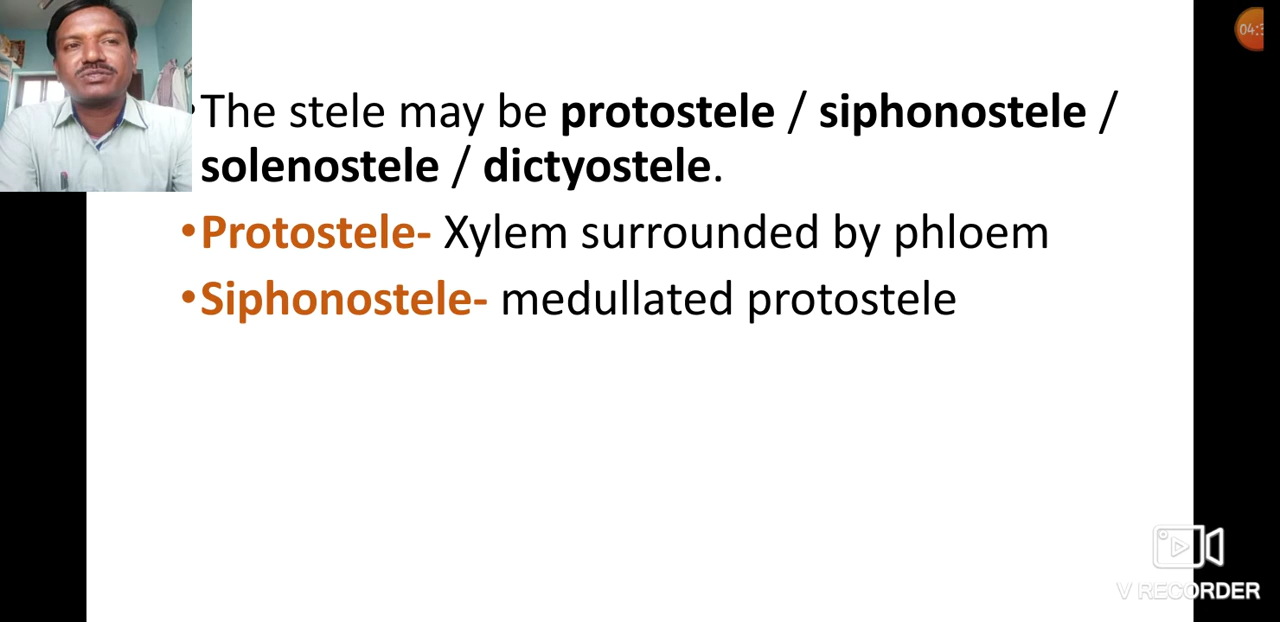 •The stele may be protostele / siphonostele /
solenostele / dictyostele.
•Protostele- Xylem surrounded by phloem
•Siphonostele- medullated protostele
V RECORDER